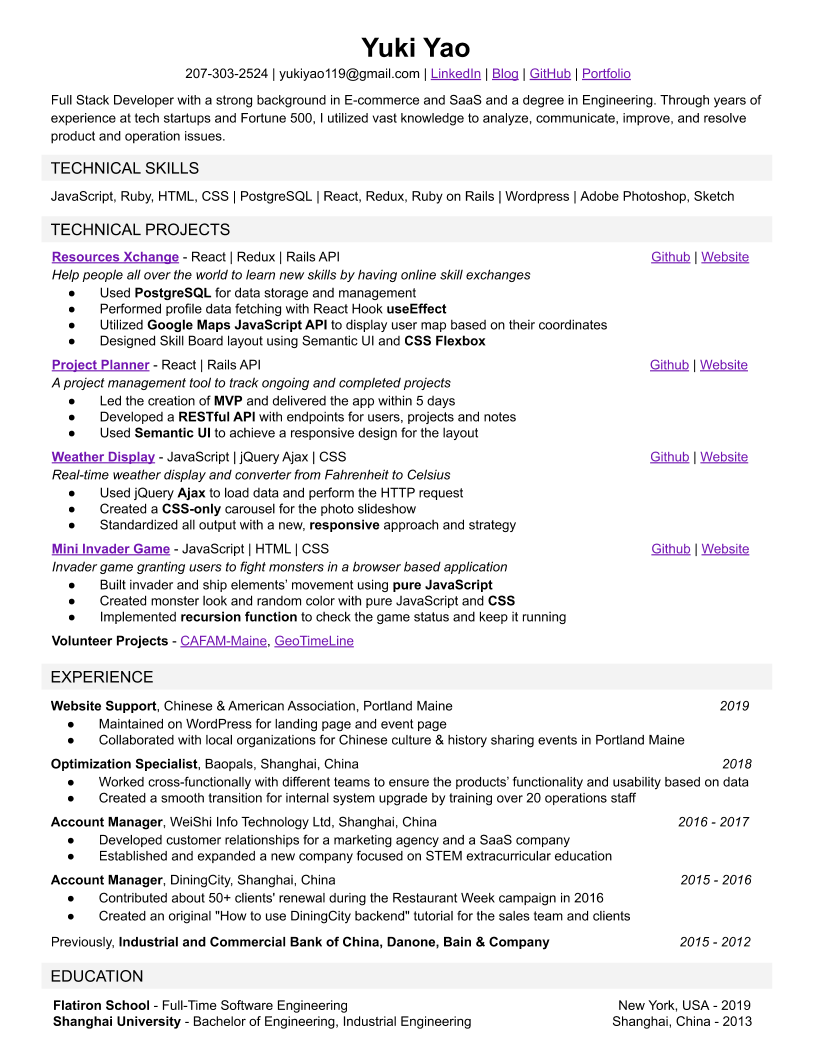 Yuki Yao
207-303-2524 | yukiyao119@gmail.com | LinkedIn | Blog | GitHub | Portfolio
Full Stack Developer with a strong background in E-commerce and SaaS and a degree in Engineering. Through years of
experience at tech startups and Fortune 500, I utilized vast knowledge to analyze, communicate, improve, and resolve
product and operation issues.
TECHNICAL SKILLS
JavaScript, Ruby, HTML, CSS | PostgreSQL | React, Redux, Ruby on Rails | Wordpress | Adobe Photoshop, Sketch
TECHNICAL PROJECTS
Resources Xchange - React | Redux | Rails API Github | Website
Help people all over the world to learn new skills by having online skill exchanges
● Used PostgreSQL for data storage and management
● Performed profile data fetching with React Hook useEffect
● Utilized Google Maps JavaScript API to display user map based on their coordinates
● Designed Skill Board layout using Semantic UI and CSS Flexbox
Project Planner - React | Rails API Github | Website
A project management tool to track ongoing and completed projects
● Led the creation of MVP and delivered the app within 5 days
● Developed a RESTful API with endpoints for users, projects and notes
● Used Semantic UI to achieve a responsive design for the layout
Weather Display - JavaScript | jQuery Ajax | CSS Github | Website
Real-time weather display and converter from Fahrenheit to Celsius
● Used jQuery Ajax to load data and perform the HTTP request
● Created a CSS-only carousel for the photo slideshow
● Standardized all output with a new, responsive approach and strategy
Mini Invader Game - JavaScript | HTML | CSS Github | Website
Invader game granting users to fight monsters in a browser based application
● Built invader and ship elements’ movement using pure JavaScript
● Created monster look and random color with pure JavaScript and CSS
● Implemented recursion function to check the game status and keep it running
Volunteer Projects - CAFAM-Maine, GeoTimeLine
EXPERIENCE
Website Support, Chinese & American Association, Portland Maine 2019
● Maintained on WordPress for landing page and event page
● Collaborated with local organizations for Chinese culture & history sharing events in Portland Maine
Optimization Specialist, Baopals, Shanghai, China 2018
● Worked cross-functionally with different teams to ensure the products’ functionality and usability based on data
● Created a smooth transition for internal system upgrade by training over 20 operations staff
Account Manager, WeiShi Info Technology Ltd, Shanghai, China 2016 - 2017
● Developed customer relationships for a marketing agency and a SaaS company
● Established and expanded a new company focused on STEM extracurricular education
Account Manager, DiningCity, Shanghai, China 2015 - 2016
● Contributed about 50+ clients' renewal during the Restaurant Week campaign in 2016
● Created an original "How to use DiningCity backend" tutorial for the sales team and clients
Previously, Industrial and Commercial Bank of China, Danone, Bain & Company 2015 - 2012
EDUCATION
Flatiron School - Full-Time Software Engineering New York, USA - 2019
Shanghai University - Bachelor of Engineering, Industrial Engineering Shanghai, China - 2013